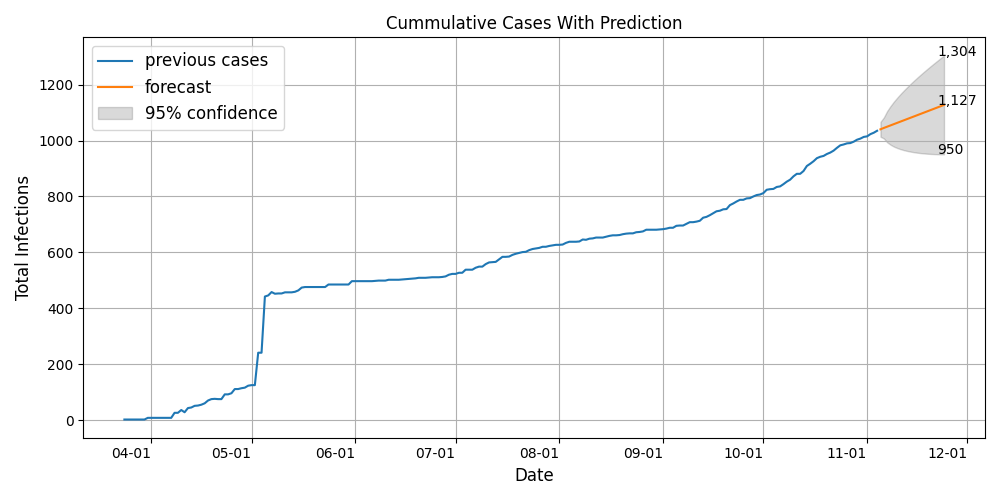 Cummulative Cases With Prediction
previous cases
forecast
95% confidence
1,304
1,127
950
Total Infections
1200
1000
800
600
400
200
0
04-01 05-01 06-01 07-01 08-01 09-01 10-01 11-01 12-01
Date